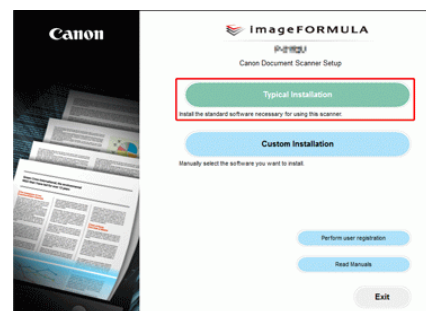 Canon
imageFORMULA
Canon Document Scanner Setup
Typical Installation
Install the standard software necessary for using this scanner.
Custom Installation
Manually select the software you want to install.
Perform user registration
Read Manuals
Exit